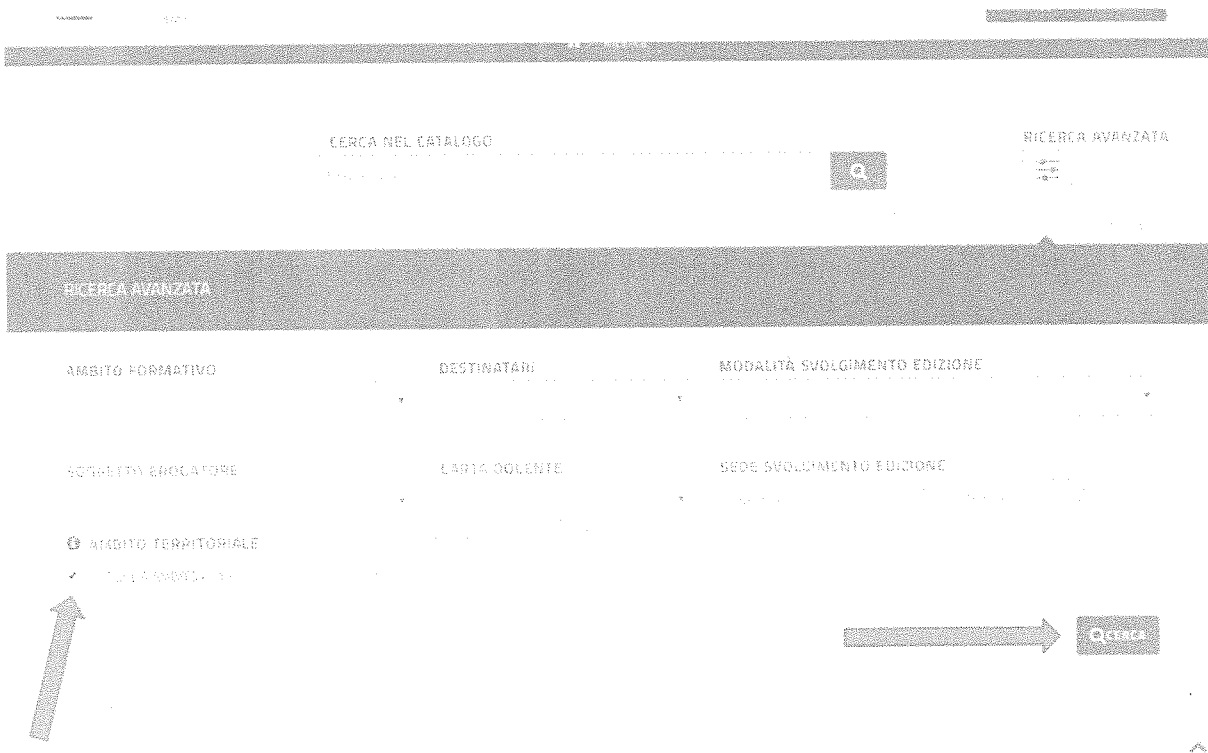 CERCA NEL CATALOGO
RICERCA AVANZATA
RICERCA AVANZATA
AMBITO FORMATIVO
DESTINATARI
MODALITÀ SVOLGIMENTO EDIZIONE
SOGGETTO EROGATORE
CARTA DOCENTE
SEDE SVOLGIMENTO EDIZIONE
AMBITO TERRITORIALE
CERCA